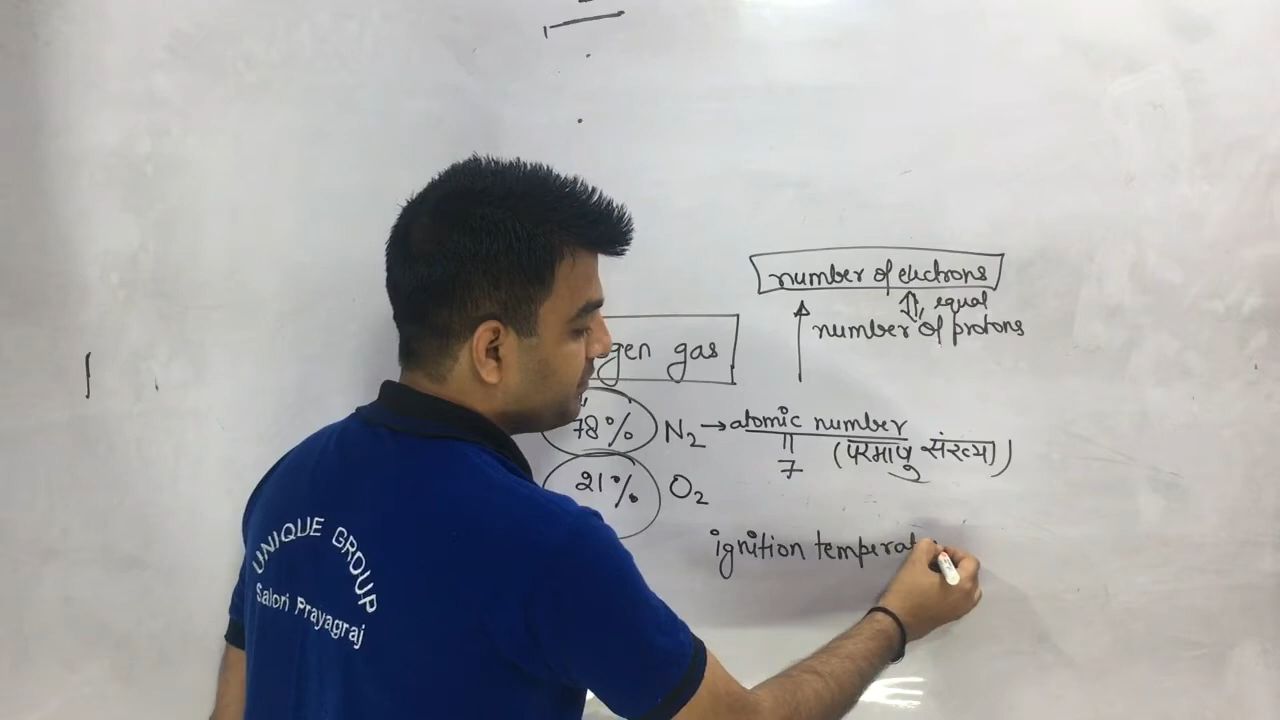 number of electrons
equal
number of protons
gen gas
78% N₂ → atomic number
7 (परमाणु संख्या)
21% O₂
ignition temperat
UNIQUE GROUP
Salori Prayagraj